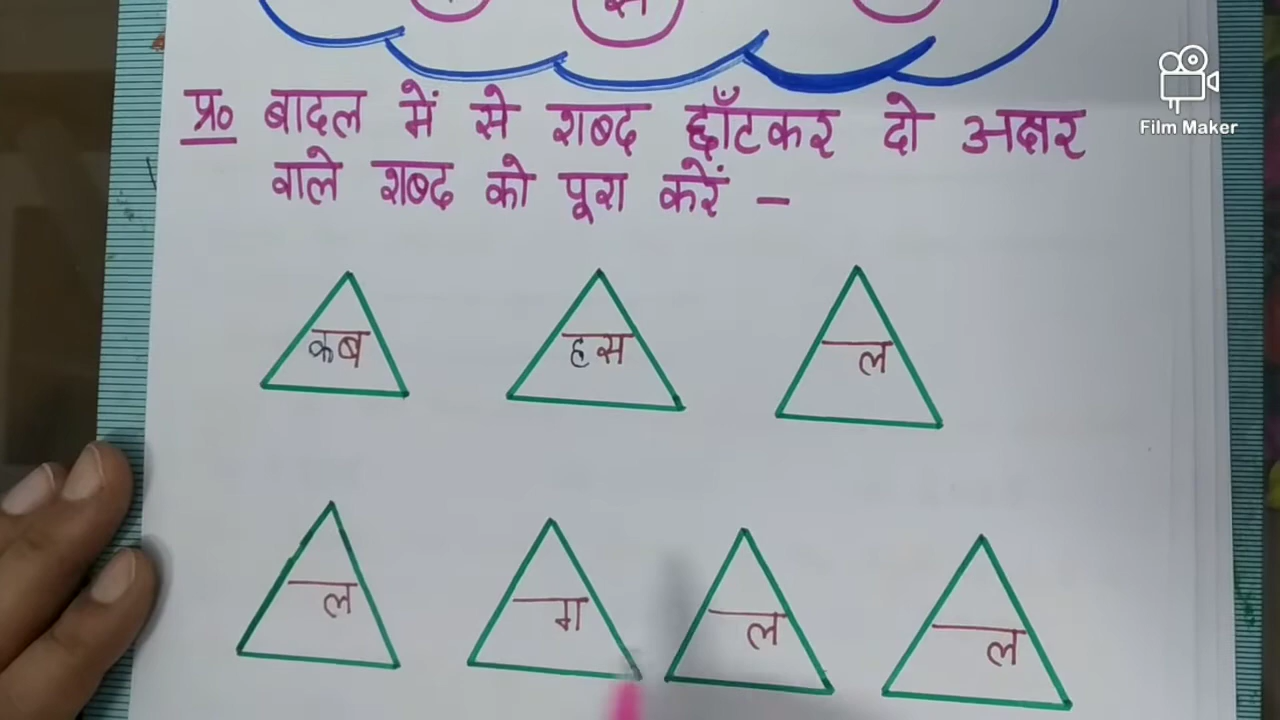 स
Film Maker
प्र० बादल में से शब्द छाँटकर दो अक्षर
वाले शब्द को पूरा करें -
कब हस ल
ल ग ल ल